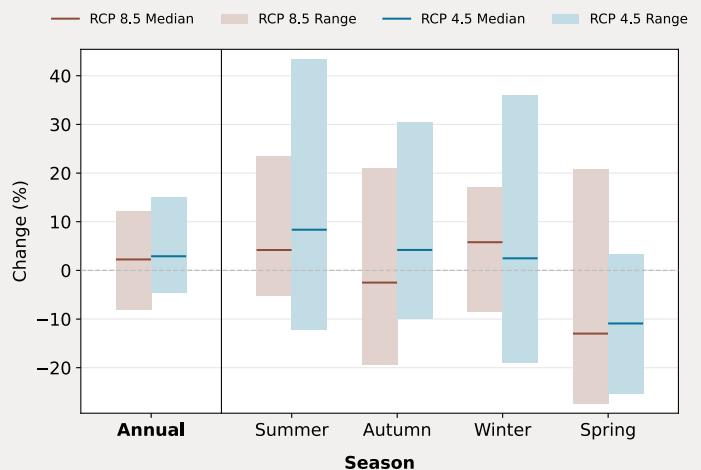 RCP 8.5 Median RCP 8.5 Range RCP 4.5 Median RCP 4.5 Range
Change (%)
40
30
20
10
0
−10
−20
Annual Summer Autumn Winter Spring
Season